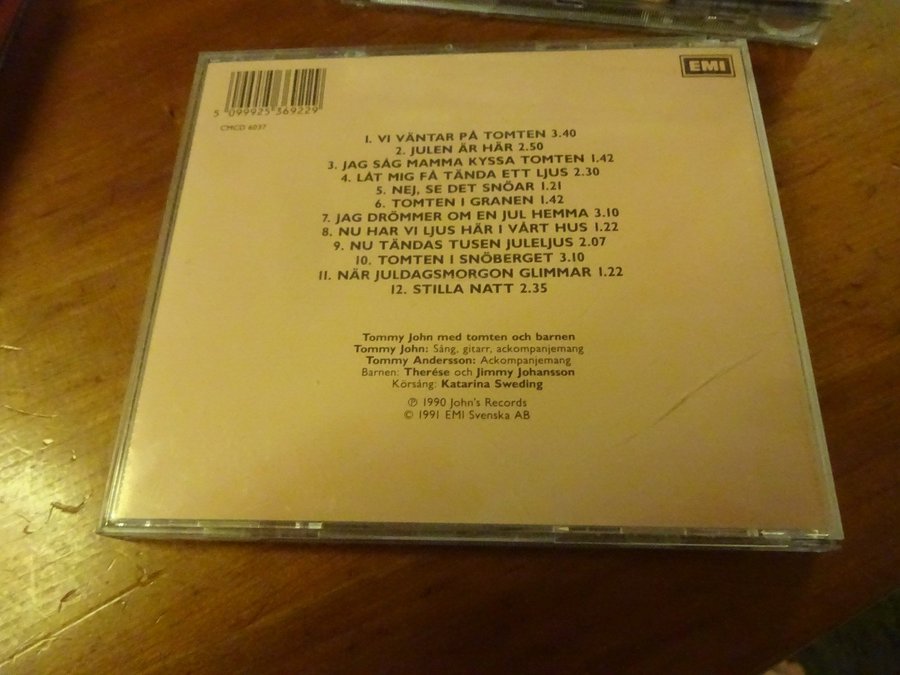 EMI
5 099925 369229
CMCD 6037
1. VI VÄNTAR PÅ TOMTEN 3.40
2. JULEN ÄR HÄR 2.50
3. JAG SÅG MAMMA KYSSA TOMTEN 1.42
4. LÅT MIG FÅ TÄNDA ETT LJUS 2.30
5. NEJ, SE DET SNÖAR 1.21
6. TOMTEN I GRANEN 1.42
7. JAG DRÖMMER OM EN JUL HEMMA 3.10
8. NU HAR VI LJUS HÄR I VÅRT HUS 1.22
9. NU TÄNDAS TUSEN JULELJUS 2.07
10. TOMTEN I SNÖBERGET 3.10
11. NÄR JULDAGSMORGON GLIMMAR 1.22
12. STILLA NATT 2.35
Tommy John med tomten och barnen
Tommy John: Sång, gitarr, ackompanjemang
Tommy Andersson: Ackompanjemang
Barnen: Therése och Jimmy Johansson
Körsång: Katarina Sweding
℗ 1990 John's Records
© 1991 EMI Svenska AB